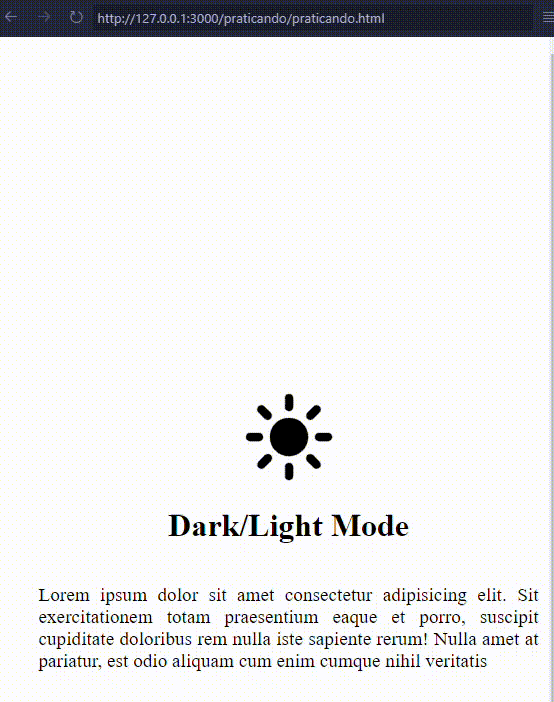 http://127.0.0.1:3000/praticando/praticando.html
Dark/Light Mode
Lorem ipsum dolor sit amet consectetur adipisicing elit. Sit
exercitationem totam praesentium eaque et porro, suscipit
cupiditate doloribus rem nulla iste sapiente rerum! Nulla amet at
pariatur, est odio aliquam cum enim cumque nihil veritatis